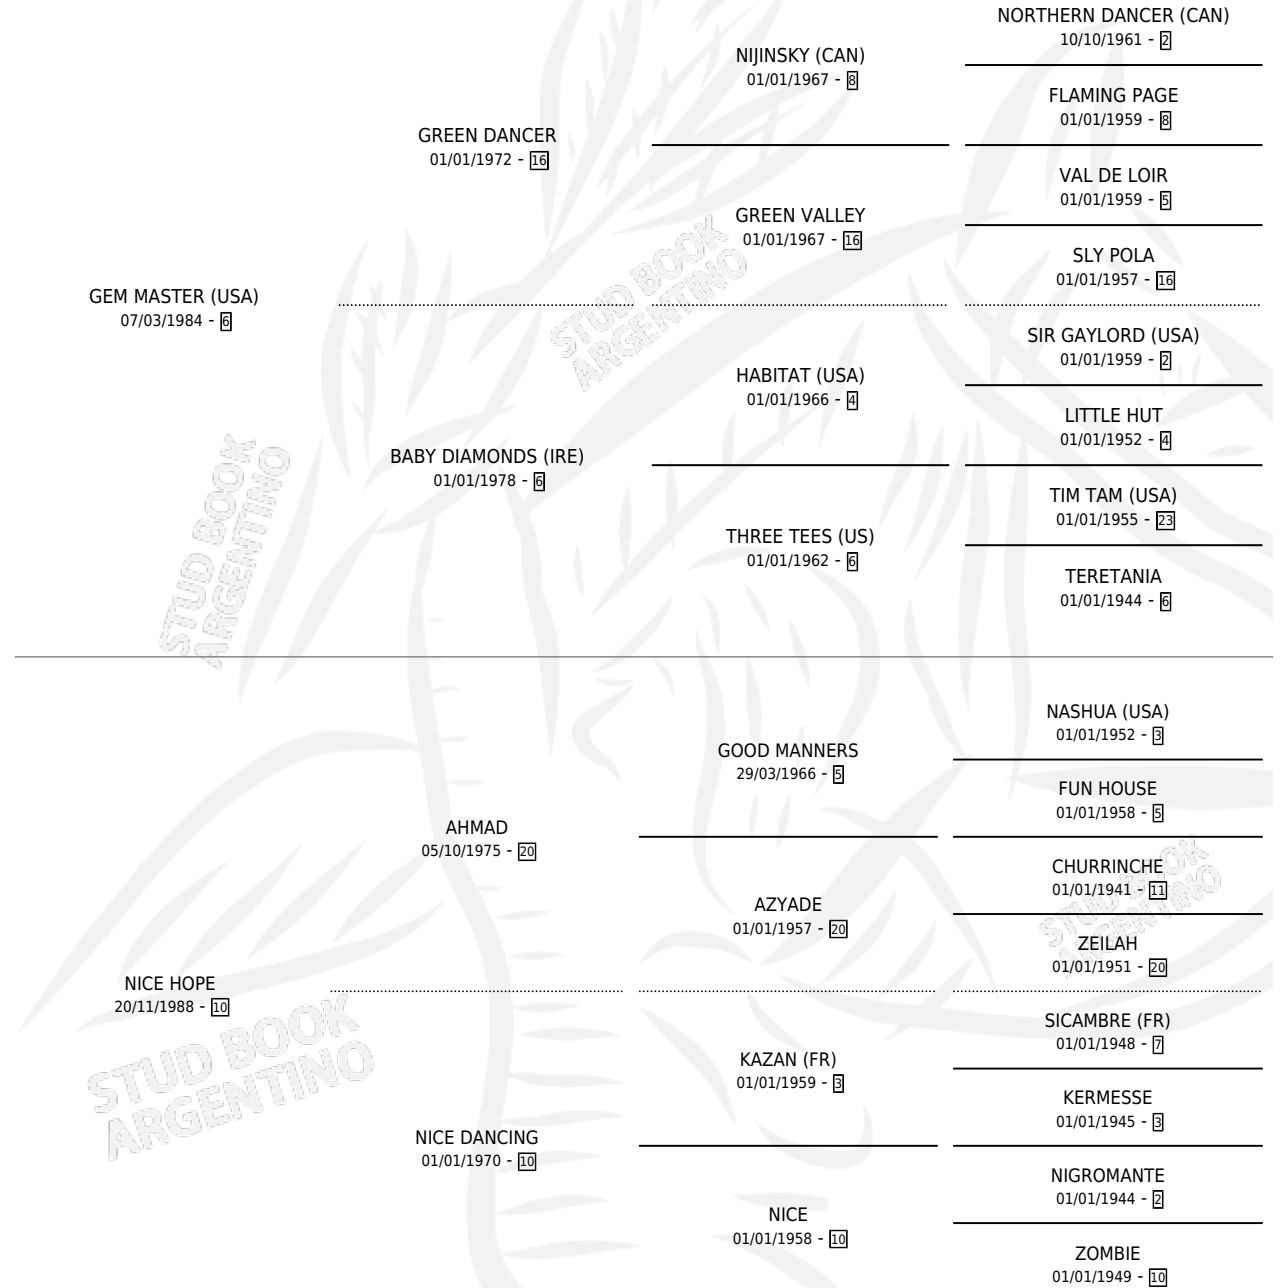 NORTHERN DANCER (CAN)
10/10/1961 - 2
NIJINSKY (CAN)
01/01/1967 - 8
FLAMING PAGE
01/01/1959 - 8
GREEN DANCER
01/01/1972 - 16
VAL DE LOIR
01/01/1959 - 5
GREEN VALLEY
01/01/1967 - 16
SLY POLA
01/01/1957 - 16
GEM MASTER (USA)
07/03/1984 - 6
STUD BOOK
ARGENTINO
SIR GAYLORD (USA)
01/01/1959 - 2
HABITAT (USA)
01/01/1966 - 4
LITTLE HUT
01/01/1952 - 4
BABY DIAMONDS (IRE)
01/01/1978 - 6
TIM TAM (USA)
01/01/1955 - 23
THREE TEES (US)
01/01/1962 - 6
TERETANIA
01/01/1944 - 6
STUD BOOK
ARGENTINO
NASHUA (USA)
01/01/1952 - 3
GOOD MANNERS
29/03/1966 - 5
FUN HOUSE
01/01/1958 - 5
AHMAD
05/10/1975 - 20
CHURRINCHE
01/01/1941 - 11
AZYADE
01/01/1957 - 20
STUD BOOK
ARGENTINO
ZEILAH
01/01/1951 - 20
NICE HOPE
20/11/1988 - 10
SICAMBRE (FR)
01/01/1948 - 7
KAZAN (FR)
01/01/1959 - 3
STUD BOOK
ARGENTINO
KERMESSE
01/01/1945 - 3
NICE DANCING
01/01/1970 - 10
NIGROMANTE
01/01/1944 - 2
NICE
01/01/1958 - 10
ZOMBIE
01/01/1949 - 10